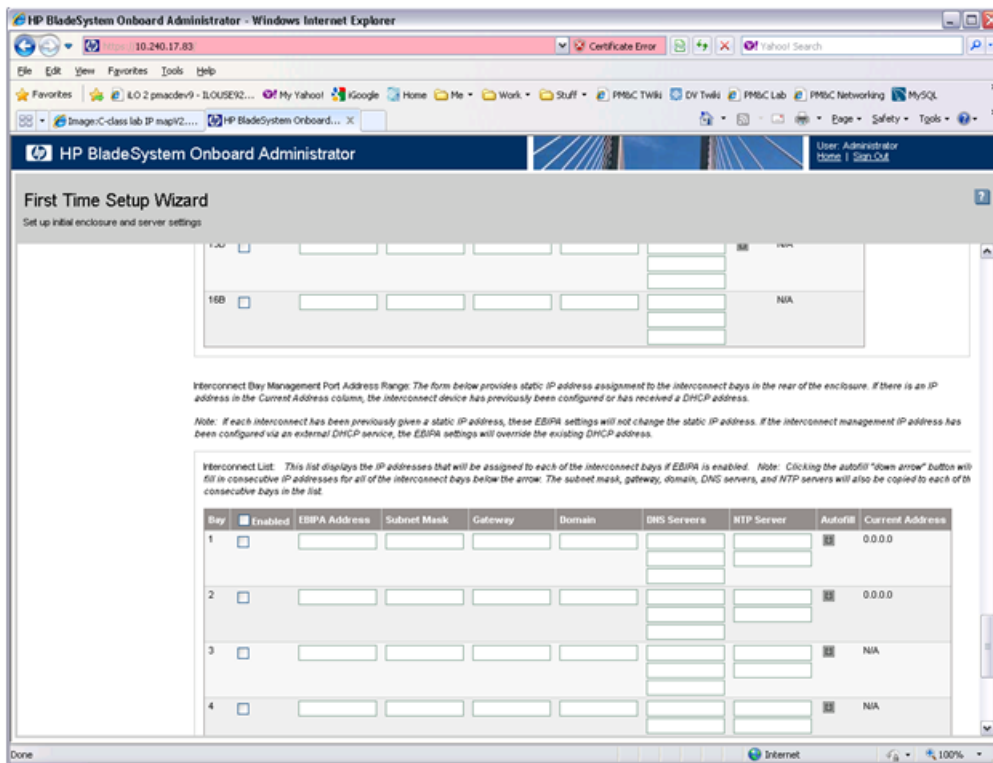 HP BladeSystem Onboard Administrator - Windows Internet Explorer
https://10.240.17.83
Certificate Error
Yahoo! Search
File Edit View Favorites Tools Help
Favorites iLO 2 pmacdev9 - ILOUSE92... My Yahoo! iGoogle Home Me Work Stuff PM&C TWiki DV Twiki PM&C Lab PM&C Networking MySQL
Image:C-class lab IP mapV2.... HP BladeSystem Onboard... X
Page Safety Tools
HP BladeSystem Onboard Administrator
User: Administrator
Home | Sign Out
First Time Setup Wizard
Set up initial enclosure and server settings
N/A
16B N/A
Interconnect Bay Management Port Address Range: The form below provides static IP address assignment to the interconnect bays in the rear of the enclosure. If there is an IP
address in the Current Address column, the interconnect device has previously been configured or has received a DHCP address.
Note: If each interconnect has been previously given a static IP address, these EBIPA settings will not change the static IP address. If the interconnect management IP address has
been configured via an external DHCP service, the EBIPA settings will override the existing DHCP address.
Interconnect List: This list displays the IP addresses that will be assigned to each of the interconnect bays if EBIPA is enabled. Note: Clicking the autofill "down arrow" button will
fill in consecutive IP addresses for all of the interconnect bays below the arrow. The subnet mask, gateway, domain, DNS servers, and NTP servers will also be copied to each of th
consecutive bays in the list.
Bay Enabled EBIPA Address Subnet Mask Gateway Domain DNS Servers NTP Server Autofill Current Address
1 0.0.0.0
2 0.0.0.0
3 N/A
4 N/A
Done Internet 100%